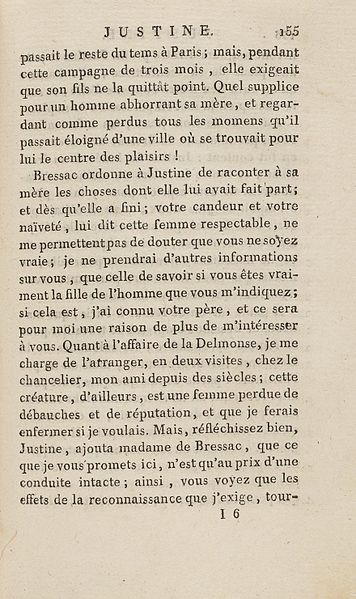 JUSTINE. 155
passait le reste du tems à Paris ; mais, pendant
cette campagne de trois mois , elle exigeait
que son fils ne la quittât point. Quel supplice
pour un homme abhorrant sa mère, et regar-
dant comme perdus tous les momens qu'il
passait éloigné d'une ville où se trouvait pour
lui le centre des plaisirs !
Bressac ordonne à Justine de raconter à sa
mère les choses dont elle lui ayait fait part;
et dès qu'elle a fini ; votre candeur et votre
naïveté , lui dit cette femme respectable , ne
me permettent pas de douter que vous ne soyez
vraie ; je ne prendrai d'autres informations
sur vous , que celle de savoir si vous êtes vrai-
ment la fille de l'homme que vous m'indiquez ;
si cela est , j'ai connu votre père , et ce sera
pour moi une raison de plus de m'intéresser
à vous. Quant à l'affaire de la Delmonse, je me
charge de l'arranger, en deux visites , chez le
chancelier, mon ami depuis des siècles ; cette
créature, d'ailleurs , est une femme perdue de
débauches et de réputation, et que je ferais
enfermer si je voulais. Mais, réfléchissez bien,
Justine , ajouta madame de Bressac , que ce
que je vous promets ici , n'est qu'au prix d'une
conduite intacte ; ainsi , vous voyez que les
effets de la reconnaissance que j'exige , tour-
I 6